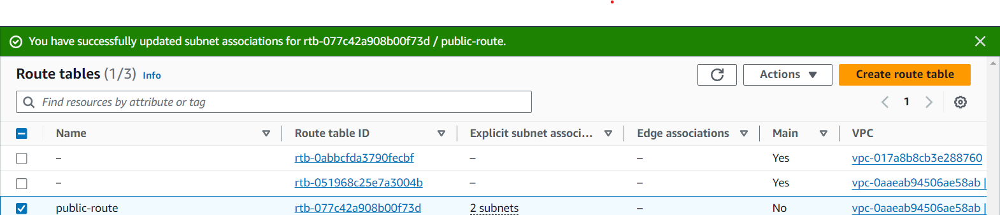 You have successfully updated subnet associations for rtb-077c42a908b00f73d / public-route.
Route tables (1/3) Info
Actions
Create route table
Find resources by attribute or tag
1
Name Route table ID Explicit subnet associ... Edge associations Main VPC
– rtb-0abbcfda3790fecbf – – Yes vpc-017a8b8cb3e288760
– rtb-051968c25e7a3004b – – Yes vpc-0aaeab94506ae58ab |
public-route rtb-077c42a908b00f73d 2 subnets – No vpc-0aaeab94506ae58ab |